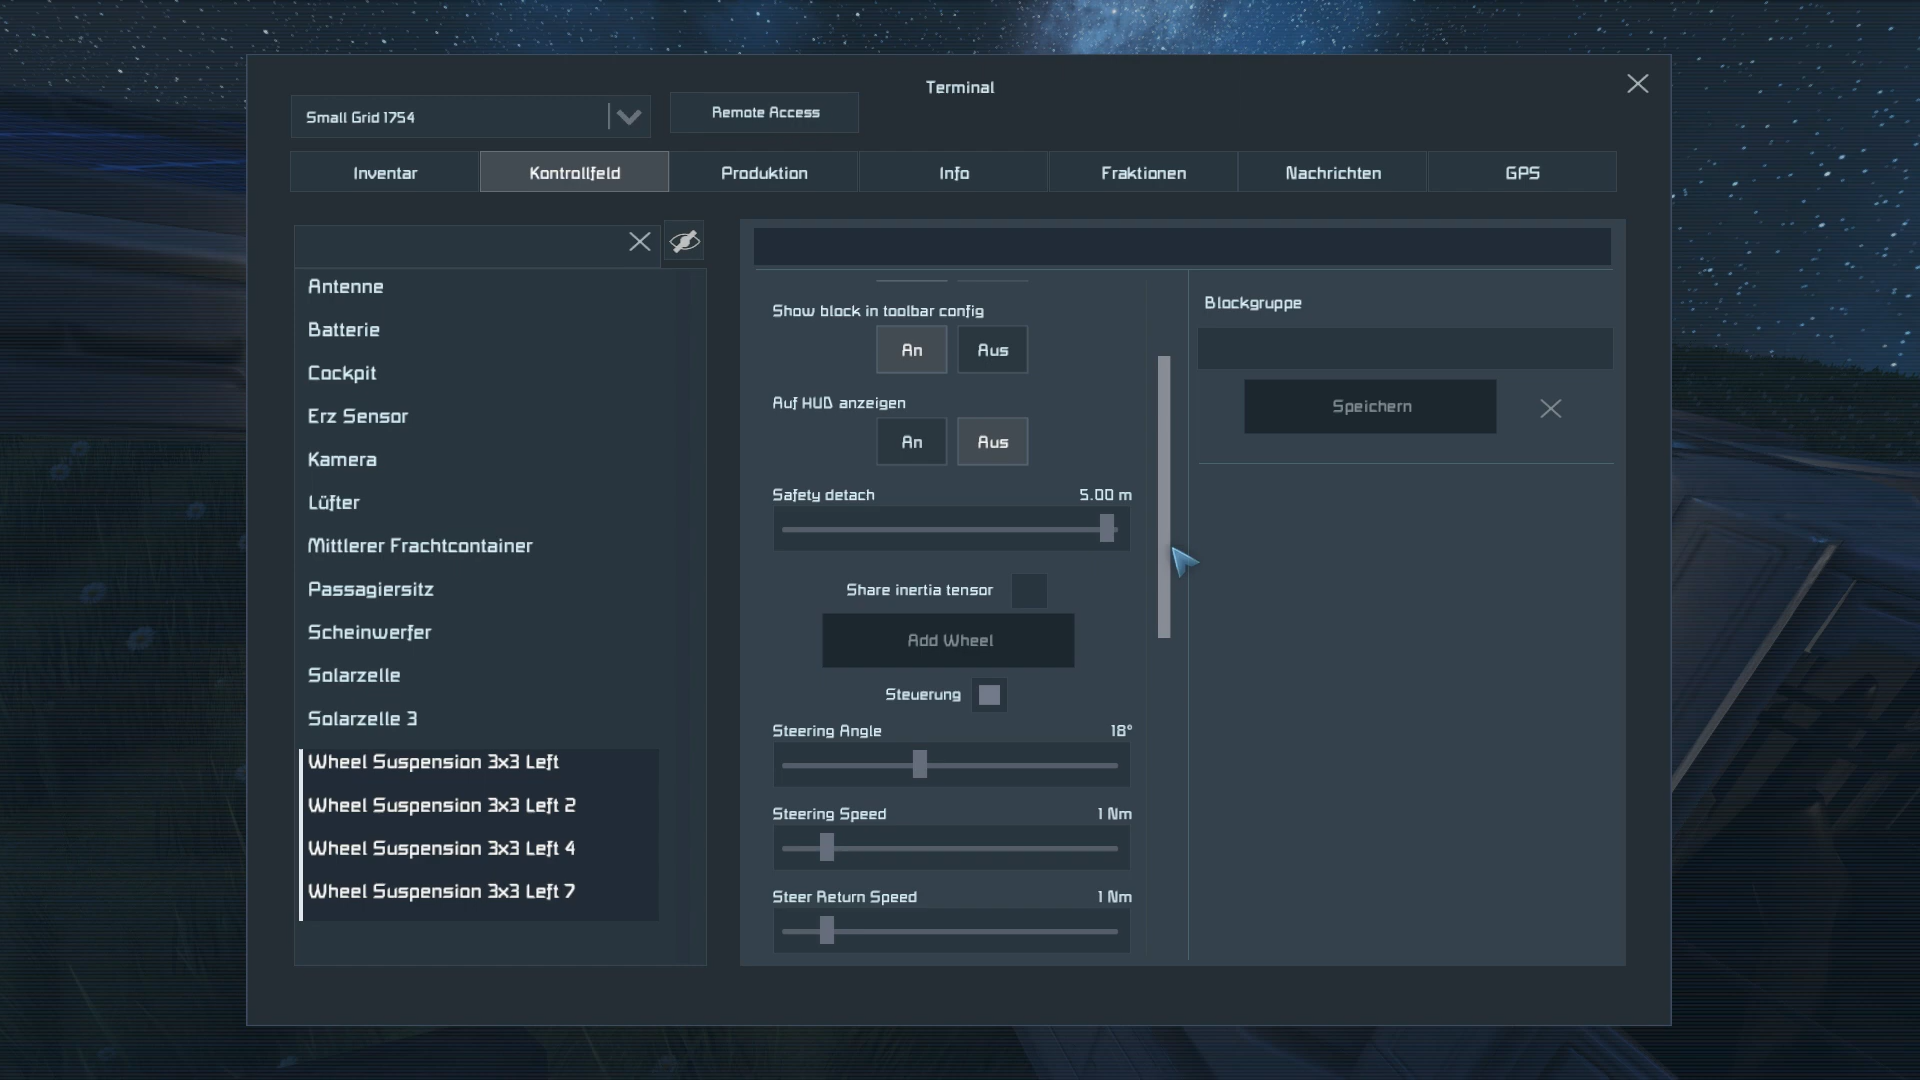 Terminal
Small Grid 1754
Remote Access
Inventar
Kontrollfeld
Produktion
Info
Fraktionen
Nachrichten
GPS
Antenne
Batterie
Cockpit
Erz Sensor
Kamera
Lüfter
Mittlerer Frachtcontainer
Passagiersitz
Scheinwerfer
Solarzelle
Solarzelle 3
Wheel Suspension 3x3 Left
Wheel Suspension 3x3 Left 2
Wheel Suspension 3x3 Left 4
Wheel Suspension 3x3 Left 7
Show block in toolbar config
An Aus
Auf HUD anzeigen
An Aus
Safety detach 5.00 m
Share inertia tensor
Add Wheel
Steuerung
Steering Angle 18°
Steering Speed 1 Nm
Steer Return Speed 1 Nm
Blockgruppe
Speichern